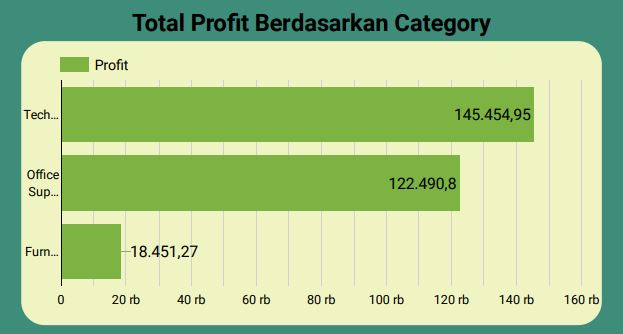 Total Profit Berdasarkan Category
Profit
Tech...
145.454,95
Office
Sup...
122.490,8
Furn...
18.451,27
0 20 rb 40 rb 60 rb 80 rb 100 rb 120 rb 140 rb 160 rb